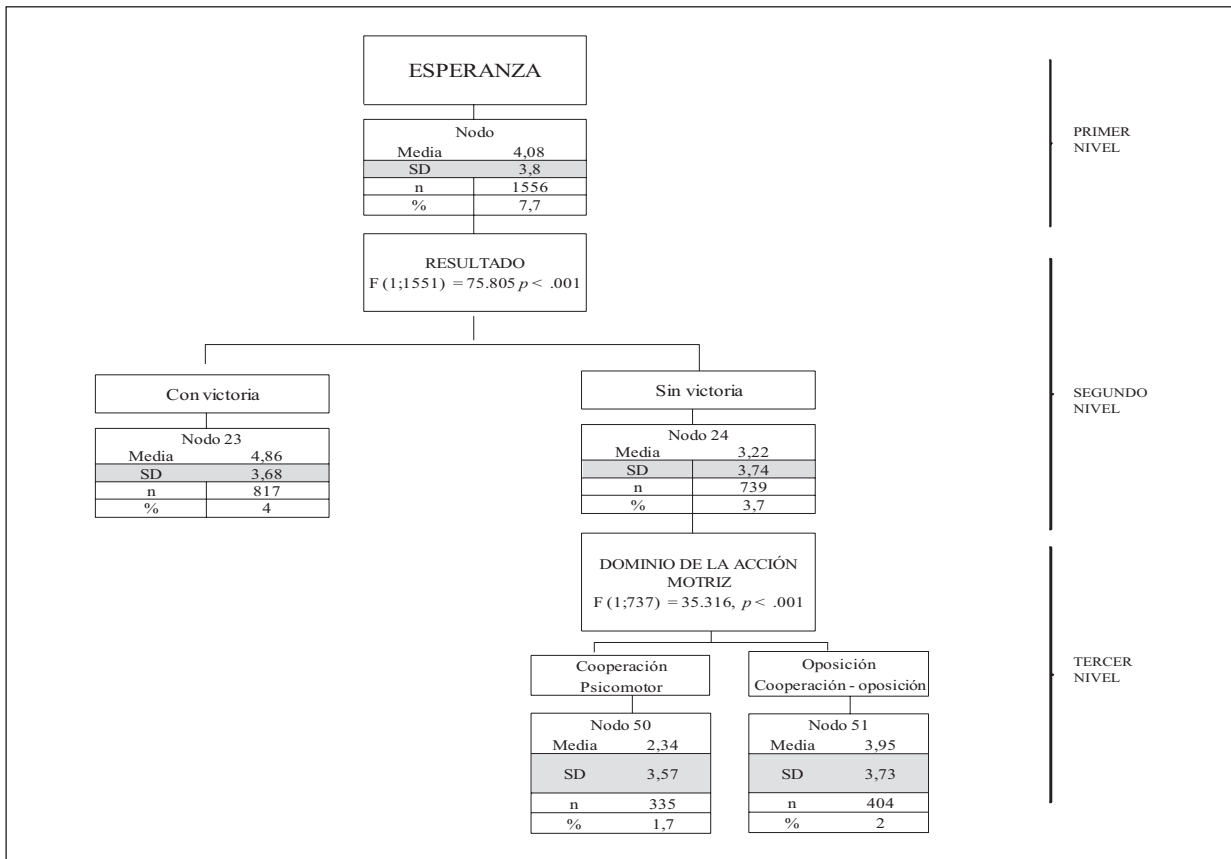 ESPERANZA
Nodo
Media 4,08
SD 3,8
n 1556
% 7,7
PRIMER
NIVEL
RESULTADO
F (1;1551) = 75.805 p < .001
Con victoria
Nodo 23
Media 4,86
SD 3,68
n 817
% 4
Sin victoria
Nodo 24
Media 3,22
SD 3,74
n 739
% 3,7
SEGUNDO
NIVEL
DOMINIO DE LA ACCIÓN
MOTRIZ
F (1;737) = 35.316, p < .001
Cooperación
Psicomotor
Nodo 50
Media 2,34
SD 3,57
n 335
% 1,7
Oposición
Cooperación - oposición
Nodo 51
Media 3,95
SD 3,73
n 404
% 2
TERCER
NIVEL